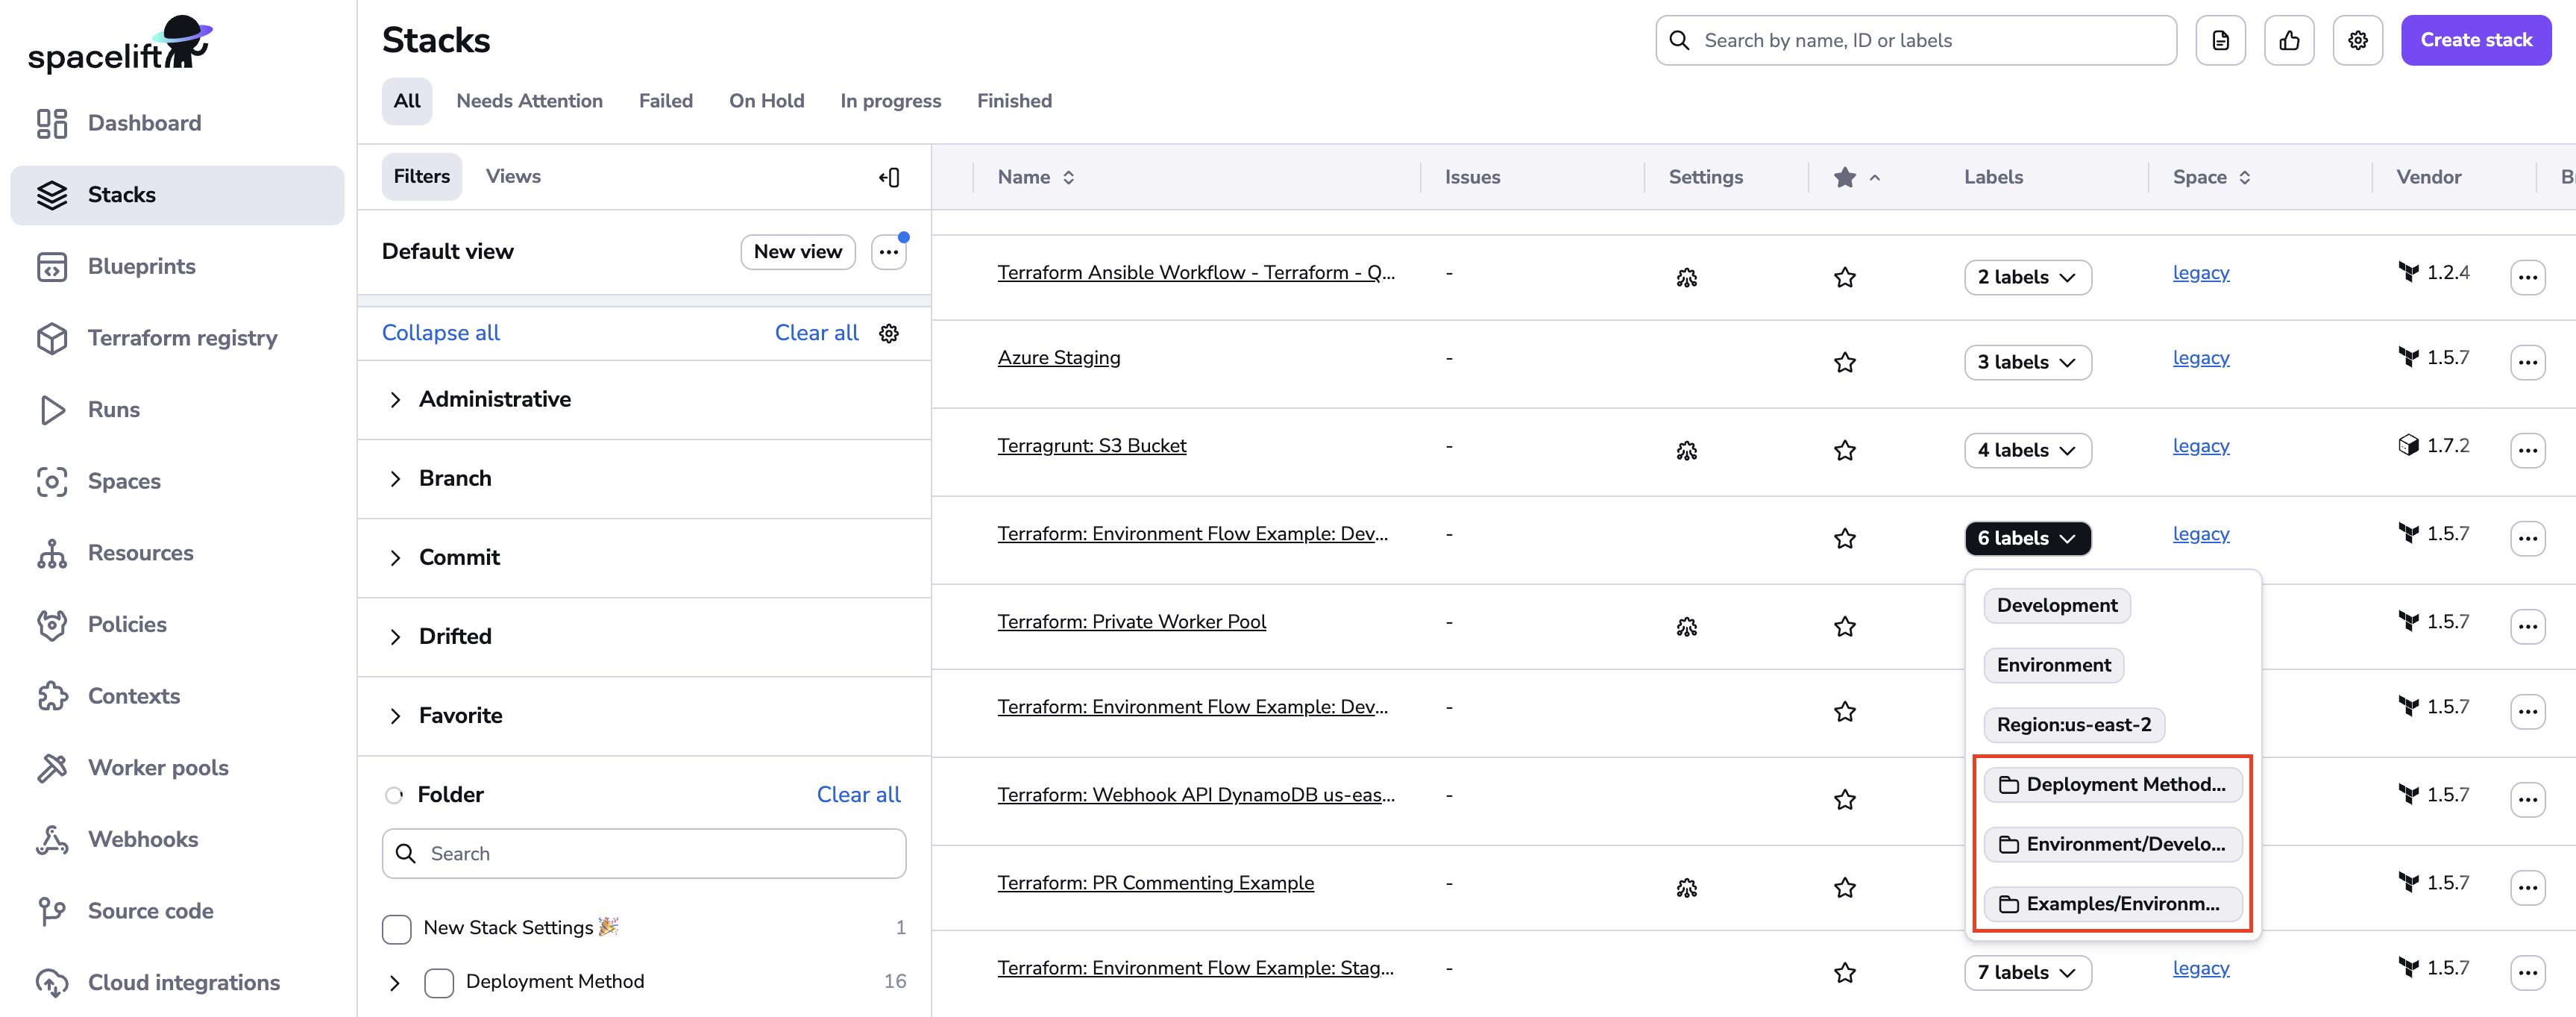 spacelift
Dashboard
Stacks
Blueprints
Terraform registry
Runs
Spaces
Resources
Policies
Contexts
Worker pools
Webhooks
Source code
Cloud integrations
Stacks
Search by name, ID or labels
Create stack
All Needs Attention Failed On Hold In progress Finished
Filters Views
Default view New view
Collapse all Clear all
Administrative
Branch
Commit
Drifted
Favorite
Folder Clear all
Search
New Stack Settings 🎉 1
Deployment Method 16
Name Issues Settings Labels Space Vendor
Terraform Ansible Workflow - Terraform - Q... - 2 labels legacy 1.2.4
Azure Staging - 3 labels legacy 1.5.7
Terragrunt: S3 Bucket - 4 labels legacy 1.7.2
Terraform: Environment Flow Example: Dev... - 6 labels legacy 1.5.7
Terraform: Private Worker Pool - 1.5.7
Terraform: Environment Flow Example: Dev... - 1.5.7
Terraform: Webhook API DynamoDB us-eas... - 1.5.7
Terraform: PR Commenting Example - 1.5.7
Terraform: Environment Flow Example: Stag... - 7 labels legacy 1.5.7
Development
Environment
Region:us-east-2
Deployment Method...
Environment/Develo...
Examples/Environm...